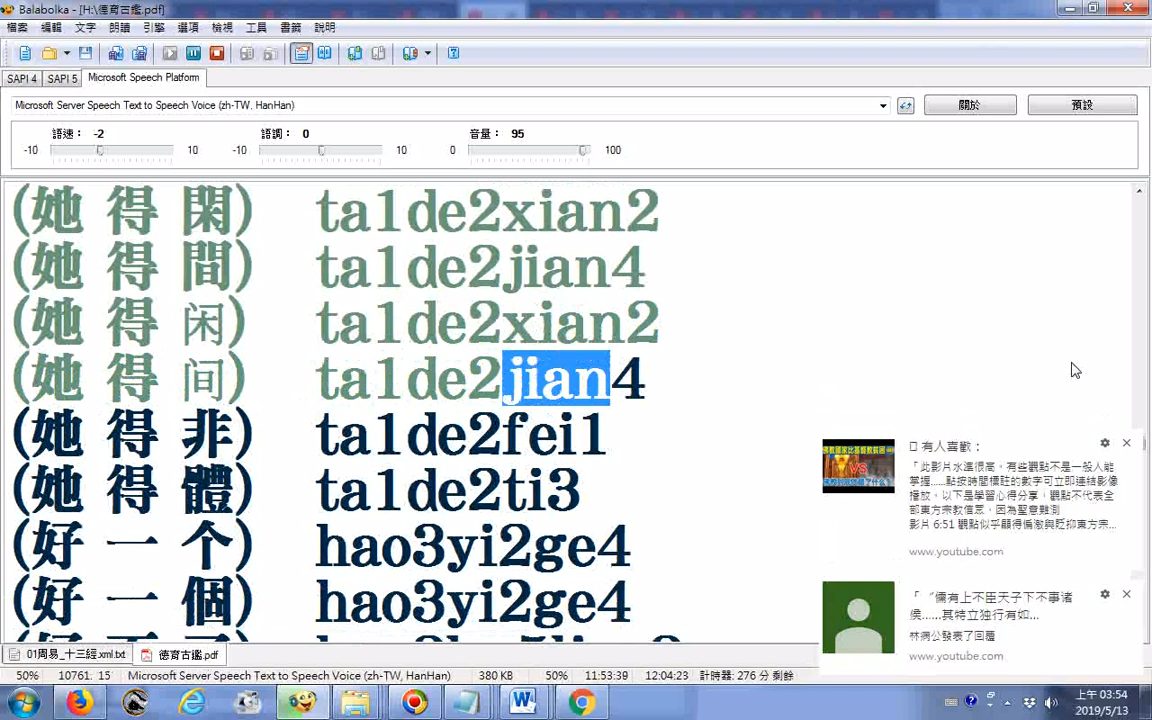 Balabolka - [H:\德育古鑑.pdf]
檔案 編輯 文字 朗讀 引擎 選項 檢視 工具 書籤 說明
SAPI 4 SAPI 5 Microsoft Speech Platform
Microsoft Server Speech Text to Speech Voice (zh-TW, HanHan) 關於 預設
語速： -2 語調： 0 音量： 95
-10 10 -10 10 0 100
(她 得 閑) ta1de2xian2
(她 得 間) ta1de2jian4
(她 得 闲) ta1de2xian2
(她 得 间) ta1de2jian4
(她 得 非) ta1de2fei1
(她 得 體) ta1de2ti3
(好 一 个) hao3yi2ge4
(好 一 個) hao3yi2ge4
有人喜歡：
「此影片水準很高，有些觀點不是一般人能
掌握......點按時間標註的數字可立即連結影像
播放，以下是學習心得分享，觀點不代表全
部東方宗教信眾，因為聖意難測
影片 6:51 觀點似乎顯得偏激與貶抑東方宗...
www.youtube.com
「“儒有上不臣天子下不事诸
侯......其特立独行有如...
林炳公發表了回覆
www.youtube.com
01周易_十三經.xml.txt 德育古鑑.pdf
50% 10761: 15 Microsoft Server Speech Text to Speech Voice (zh-TW, HanHan) 380 KB 50% 11:53:39 12:04:23 計時器: 276 分 剩餘
上午 03:54
2019/5/13